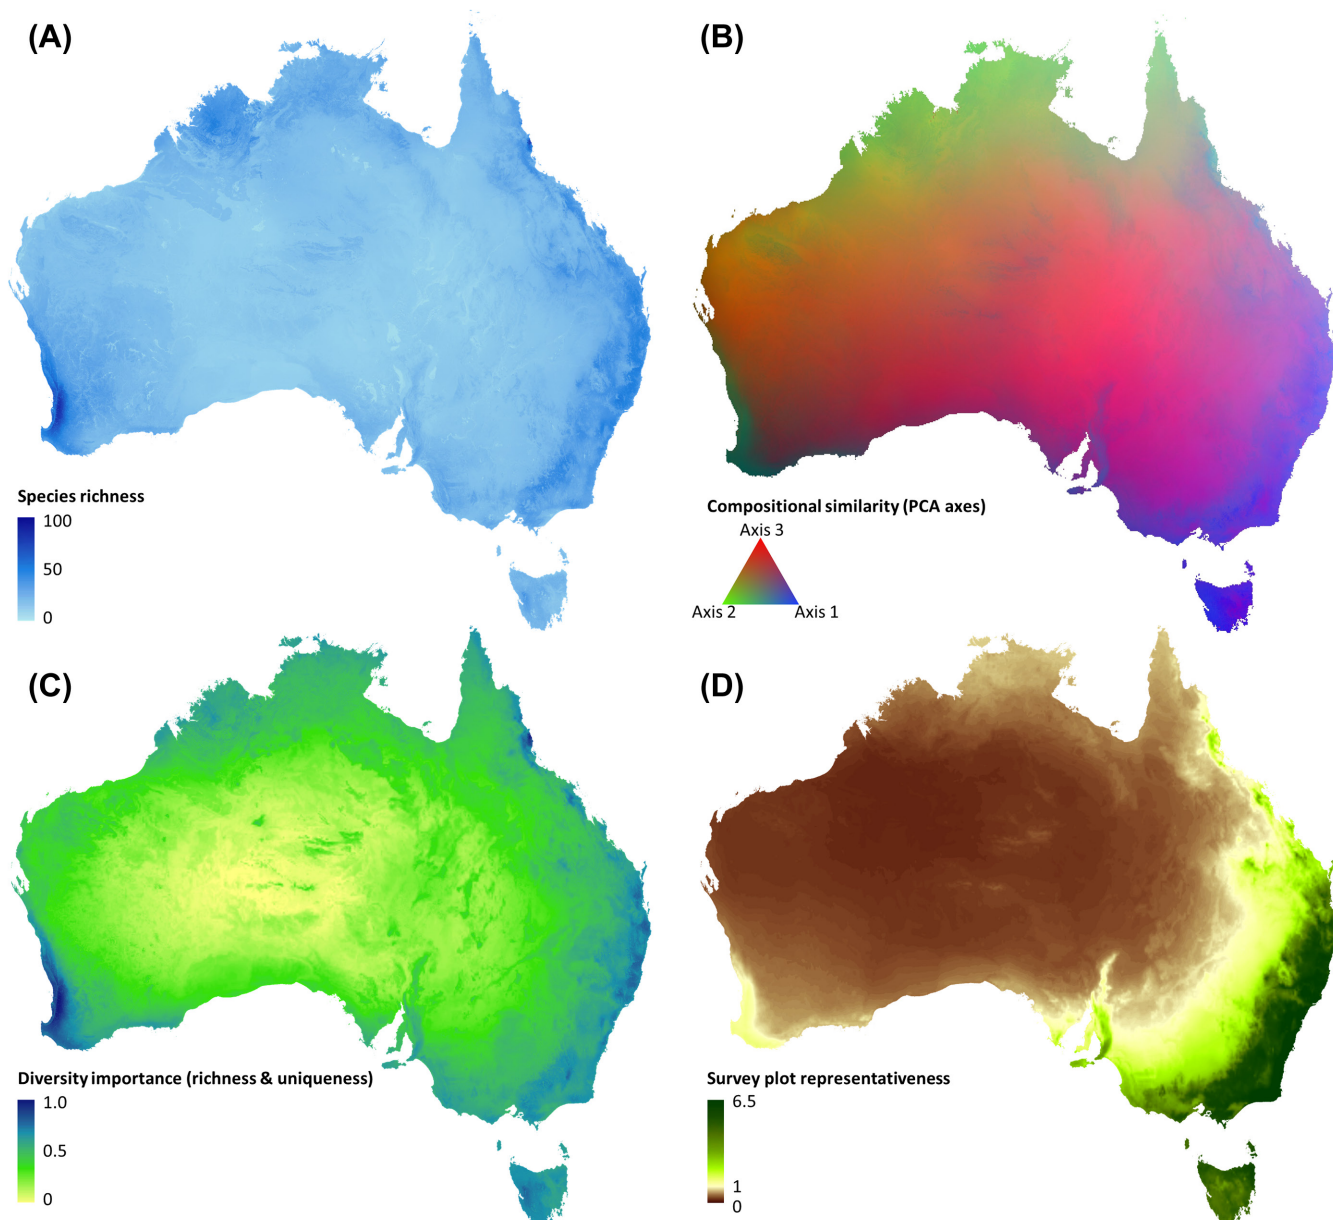 (A)
(B)
Species richness
100
50
0
Compositional similarity (PCA axes)
Axis 3
Axis 2
Axis 1
(C)
(D)
Diversity importance (richness & uniqueness)
1.0
0.5
0
Survey plot representativeness
6.5
1
0